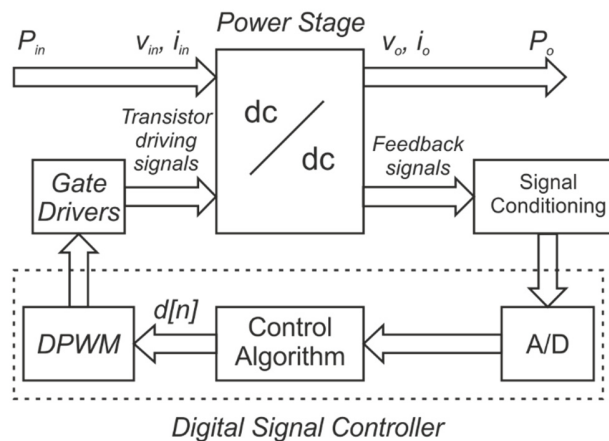 Power Stage
P_in
v_in, i_in
v_o, i_o
P_o
dc
dc
Transistor
driving
signals
Feedback
signals
Gate
Drivers
Signal
Conditioning
DPWM
d[n]
Control
Algorithm
A/D
Digital Signal Controller